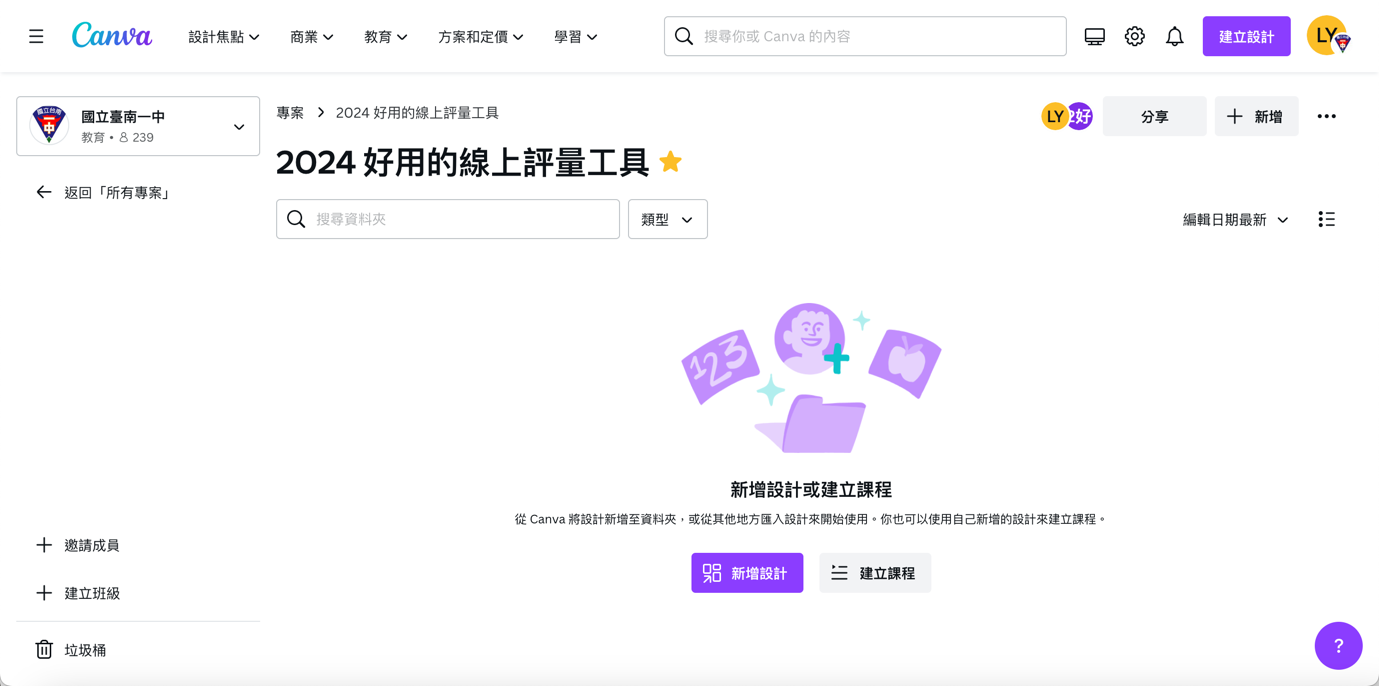 Canva
設計焦點
商業
教育
方案和定價
學習
搜尋你或 Canva 的內容
建立設計
LY
國立臺南一中
教育 • 239
返回「所有專案」
專案 > 2024 好用的線上評量工具
LY
2好
分享
新增
2024 好用的線上評量工具
搜尋資料夾
類型
編輯日期最新
123
新增設計或建立課程
從 Canva 將設計新增至資料夾，或從其他地方匯入設計來開始使用。你也可以使用自己新增的設計來建立課程。
新增設計
建立課程
邀請成員
建立班級
垃圾桶
?